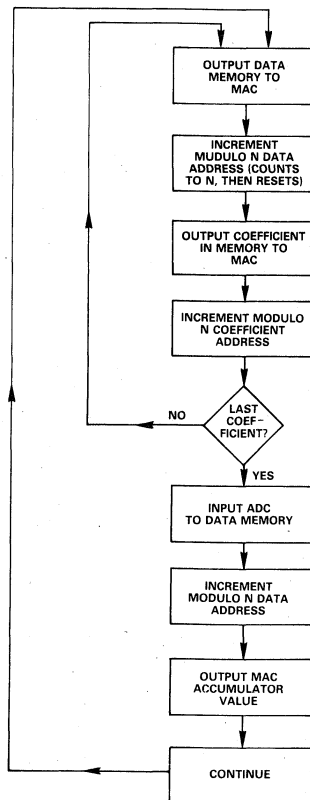 OUTPUT DATA
MEMORY TO
MAC
INCREMENT
MUDULO N DATA
ADDRESS (COUNTS
TO N, THEN RESETS)
OUTPUT COEFFICIENT
IN MEMORY TO
MAC
INCREMENT MODULO
N COEFFICIENT
ADDRESS
LAST
COEF-
FICIENT?
NO
YES
INPUT ADC
TO DATA MEMORY
INCREMENT
MODULO N DATA
ADDRESS
OUTPUT MAC
ACCUMULATOR
VALUE
CONTINUE